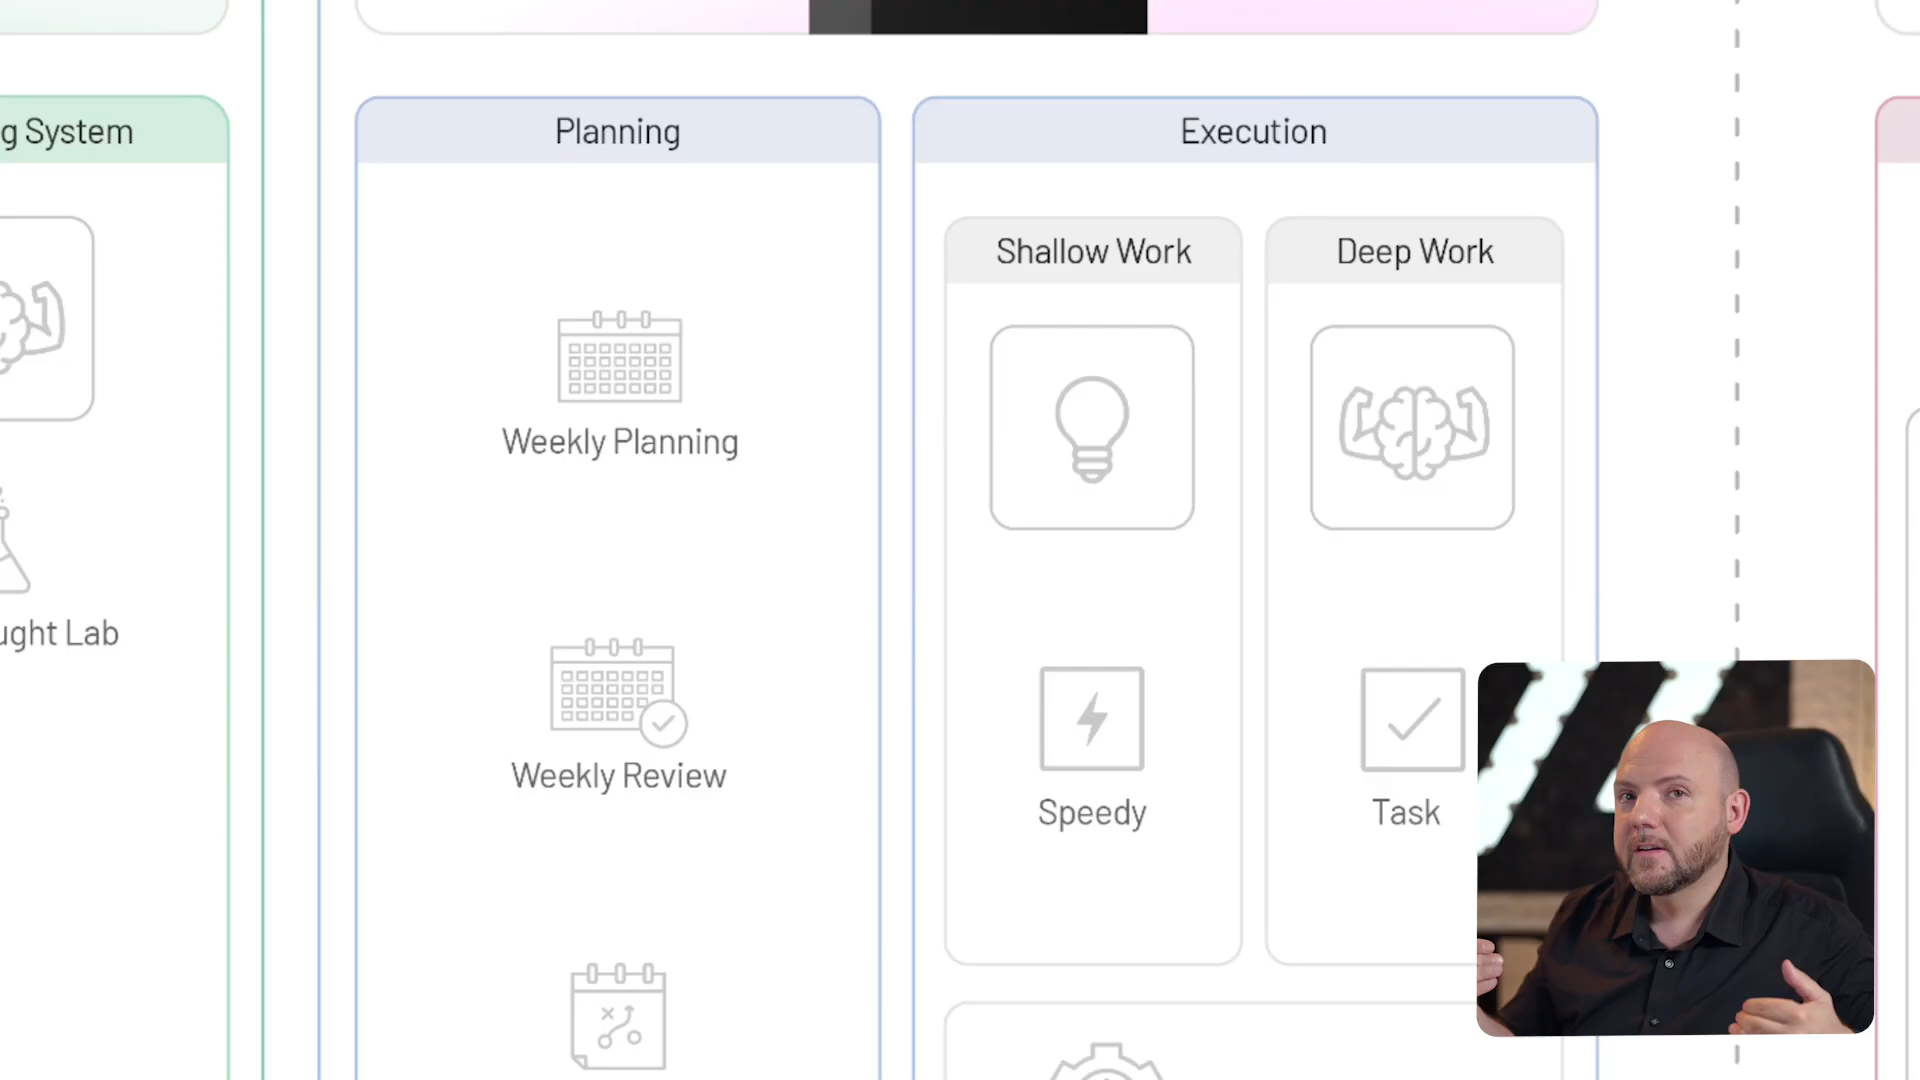 g System
ught Lab
Planning
Weekly Planning
Weekly Review
Execution
Shallow Work
Speedy
Deep Work
Task